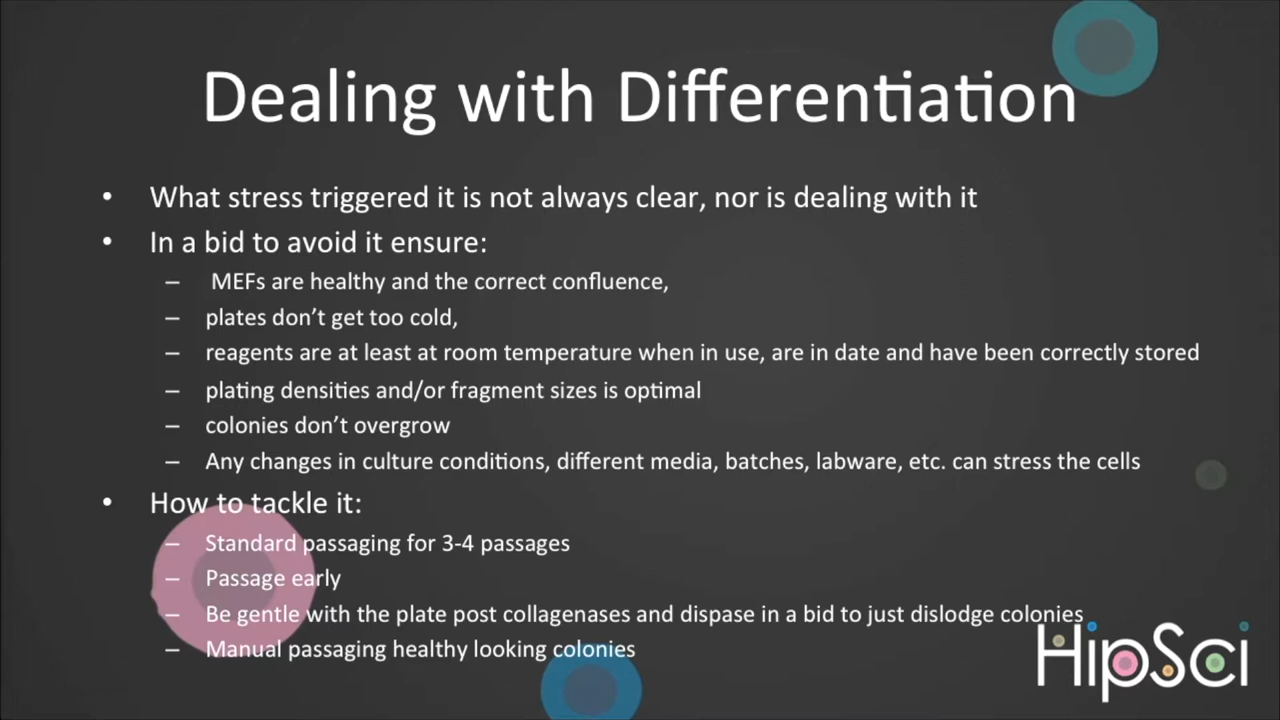 Dealing with Differentiation
• What stress triggered it is not always clear, nor is dealing with it
• In a bid to avoid it ensure:
– MEFs are healthy and the correct confluence,
– plates don’t get too cold,
– reagents are at least at room temperature when in use, are in date and have been correctly stored
– plating densities and/or fragment sizes is optimal
– colonies don’t overgrow
– Any changes in culture conditions, different media, batches, labware, etc. can stress the cells
• How to tackle it:
– Standard passaging for 3-4 passages
– Passage early
– Be gentle with the plate post collagenases and dispase in a bid to just dislodge colonies
– Manual passaging healthy looking colonies
HipSci